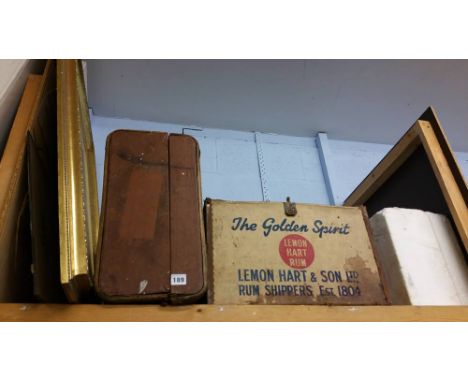 The Golden Spirit
LEMON
HART
RUM
LEMON HART & SON LTD
RUM SHIPPERS EST 1804
189